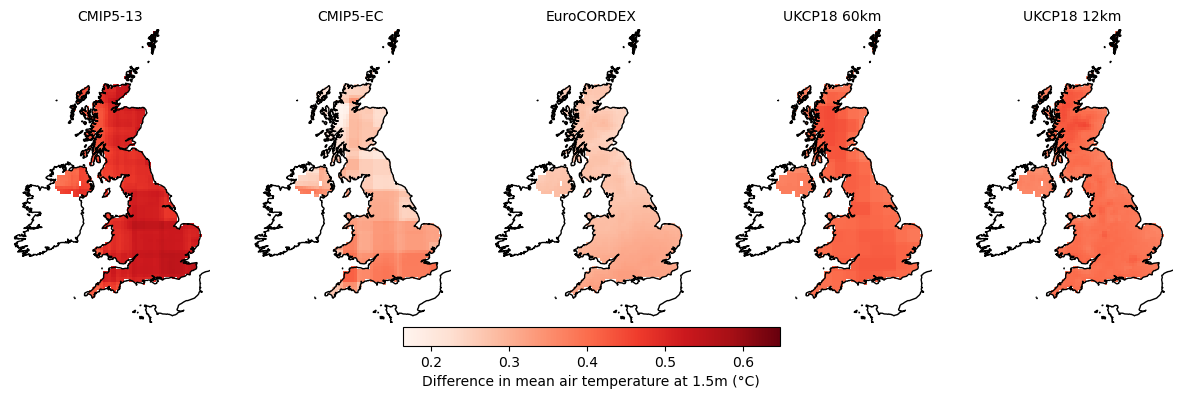 CMIP5-13
CMIP5-EC
EuroCORDEX
UKCP18 60km
UKCP18 12km
0.2
0.3
0.4
0.5
0.6
Difference in mean air temperature at 1.5m (°C)